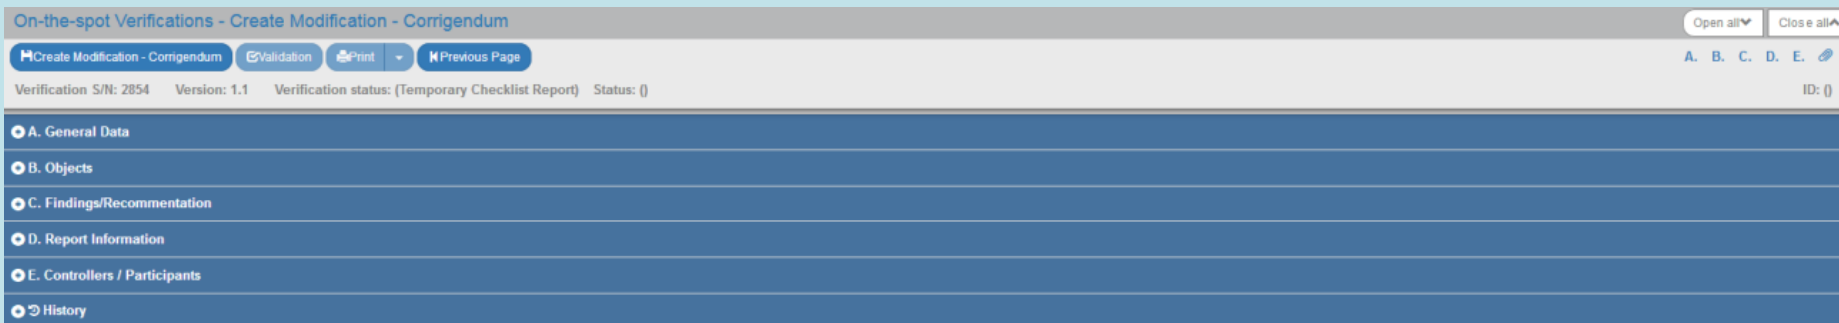 On-the-spot Verifications - Create Modification - Corrigendum
Open all Close all
Create Modification - Corrigendum Validation Print Previous Page
A. B. C. D. E.
Verification S/N: 2854 Version: 1.1 Verification status: (Temporary Checklist Report) Status: () ID: ()
A. General Data
B. Objects
C. Findings/Recommentation
D. Report Information
E. Controllers / Participants
History